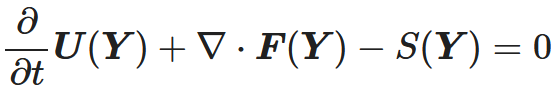 ∂/∂t U(Y) + ∇ · F(Y) − S(Y) = 0